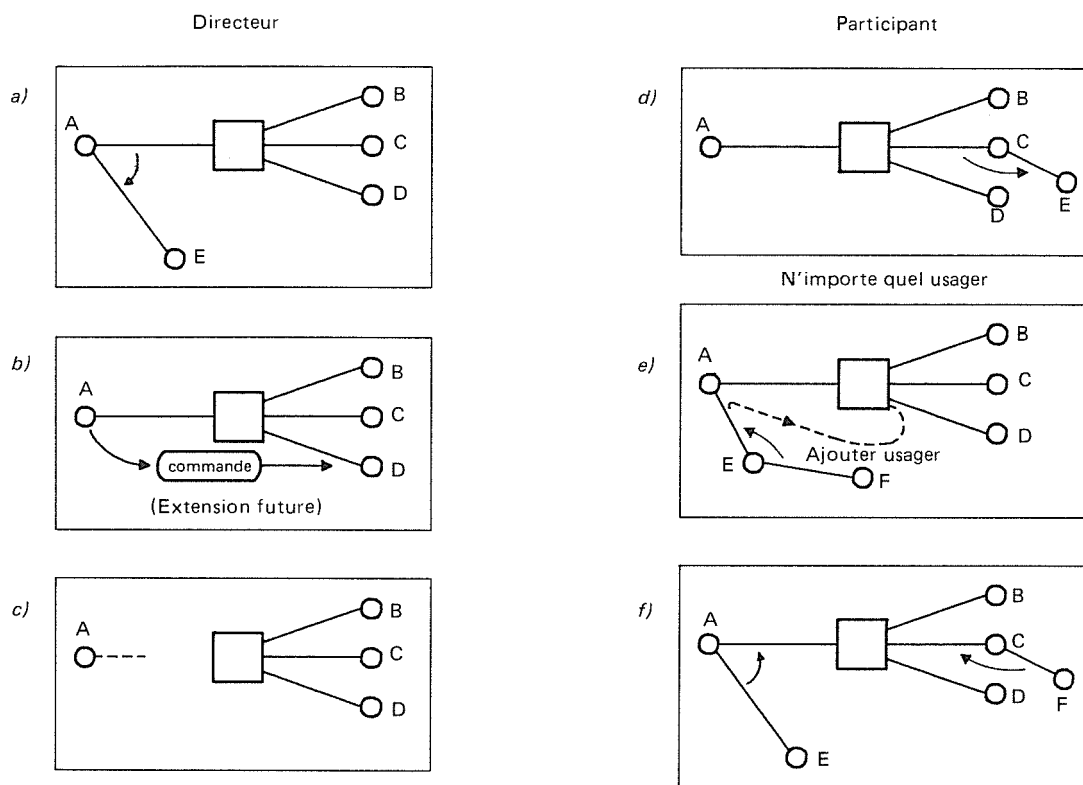 Directeur
a)
A
B
C
D
E
b)
A
B
C
D
commande
(Extension future)
c)
A
B
C
D
Participant
d)
A
B
C
D
E
N'importe quel usager
e)
A
B
C
D
Ajouter usager
E
F
f)
A
B
C
D
F
E